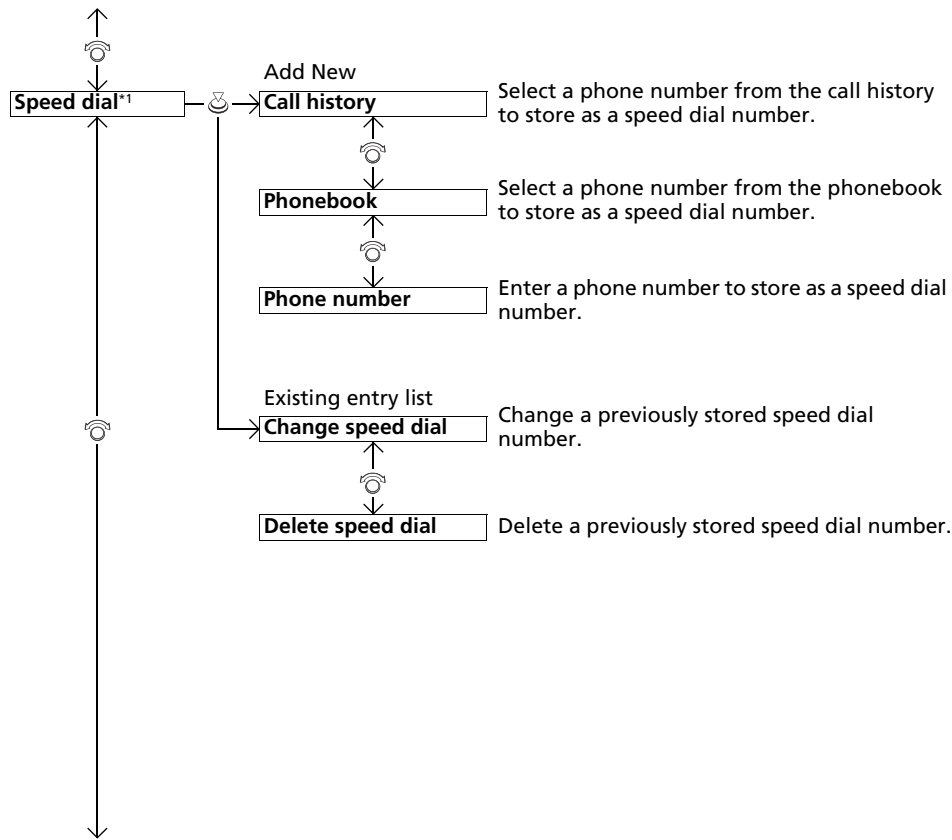 Add New
Speed dial*1
Call history
Select a phone number from the call history
to store as a speed dial number.
Phonebook
Select a phone number from the phonebook
to store as a speed dial number.
Phone number
Enter a phone number to store as a speed dial
number.
Existing entry list
Change speed dial
Change a previously stored speed dial
number.
Delete speed dial
Delete a previously stored speed dial number.